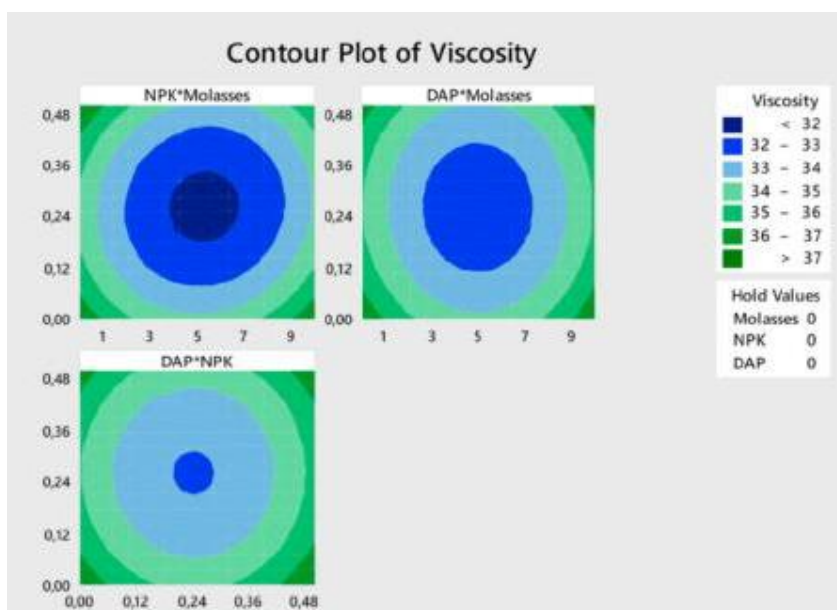 Contour Plot of Viscosity
NPK*Molasses
0,48
0,36
0,24
0,12
0,00
1 3 5 7 9
DAP*Molasses
0,48
0,36
0,24
0,12
0,00
1 3 5 7 9
DAP*NPK
0,48
0,36
0,24
0,12
0,00
0,00 0,12 0,24 0,36 0,48
Viscosity
< 32
32 – 33
33 – 34
34 – 35
35 – 36
36 – 37
> 37
Hold Values
Molasses 0
NPK 0
DAP 0